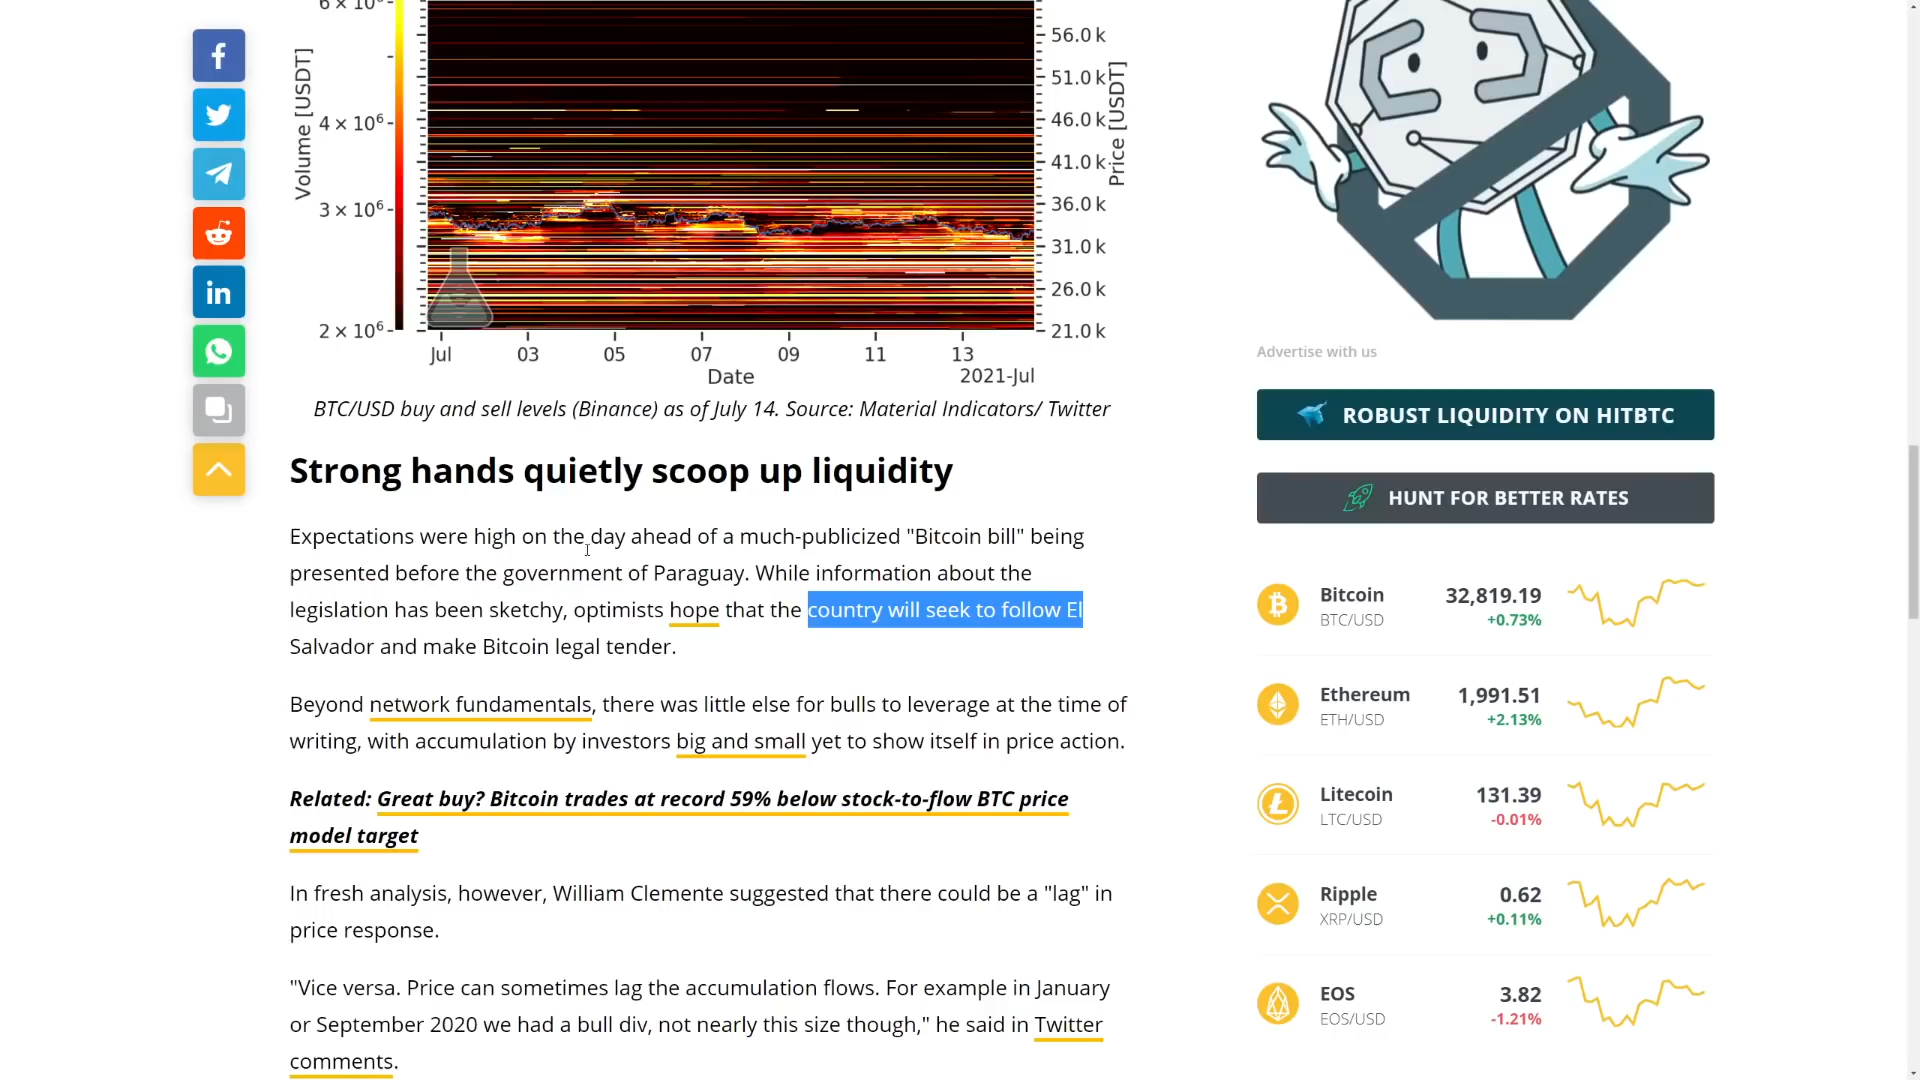 6 × 10⁶
4 × 10⁶
3 × 10⁶
2 × 10⁶
Volume [USDT]
56.0 k
51.0 k
46.0 k
41.0 k
36.0 k
31.0 k
26.0 k
21.0 k
Price [USDT]
Jul 03 05 07 09 11 13
Date
2021-Jul
BTC/USD buy and sell levels (Binance) as of July 14. Source: Material Indicators/ Twitter
Strong hands quietly scoop up liquidity
Expectations were high on the day ahead of a much-publicized "Bitcoin bill" being
presented before the government of Paraguay. While information about the
legislation has been sketchy, optimists hope that the country will seek to follow El
Salvador and make Bitcoin legal tender.
Beyond network fundamentals, there was little else for bulls to leverage at the time of
writing, with accumulation by investors big and small yet to show itself in price action.
Related: Great buy? Bitcoin trades at record 59% below stock-to-flow BTC price
model target
In fresh analysis, however, William Clemente suggested that there could be a "lag" in
price response.
"Vice versa. Price can sometimes lag the accumulation flows. For example in January
or September 2020 we had a bull div, not nearly this size though," he said in Twitter
comments.
Advertise with us
ROBUST LIQUIDITY ON HITBTC
HUNT FOR BETTER RATES
Bitcoin 32,819.19
BTC/USD +0.73%
Ethereum 1,991.51
ETH/USD +2.13%
Litecoin 131.39
LTC/USD -0.01%
Ripple 0.62
XRP/USD +0.11%
EOS 3.82
EOS/USD -1.21%